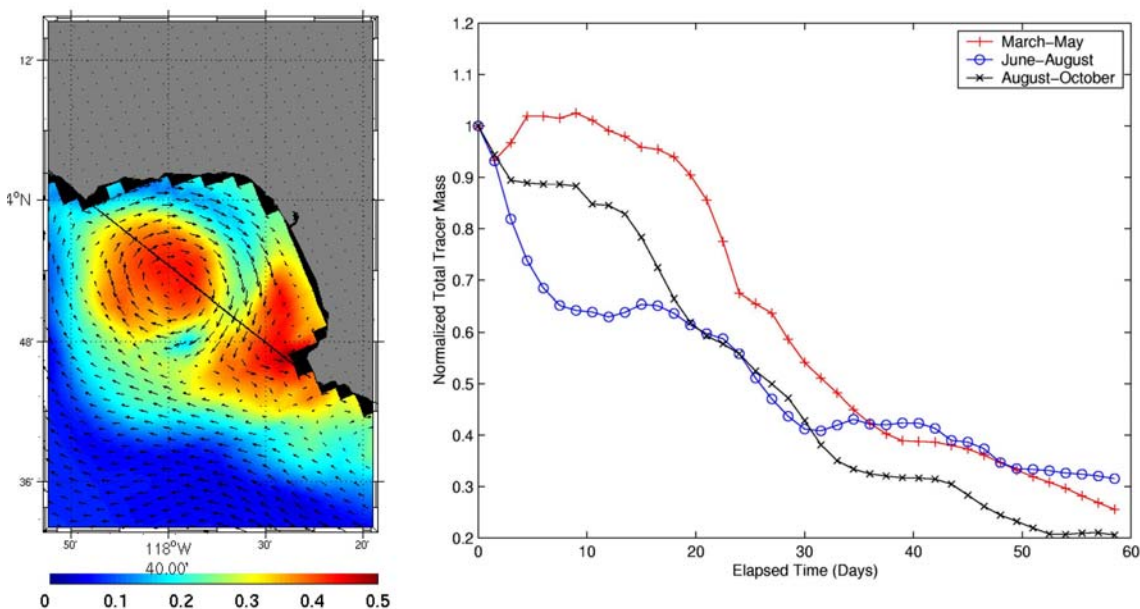 12'
4°N
48'
36'
50'
118°W
30'
20'
40.00'
0 0.1 0.2 0.3 0.4 0.5
1.2
1.1
1
0.9
0.8
0.7
0.6
0.5
0.4
0.3
0.2
Normalized Total Tracer Mass
March−May
June−August
August−October
0 10 20 30 40 50 60
Elapsed Time (Days)